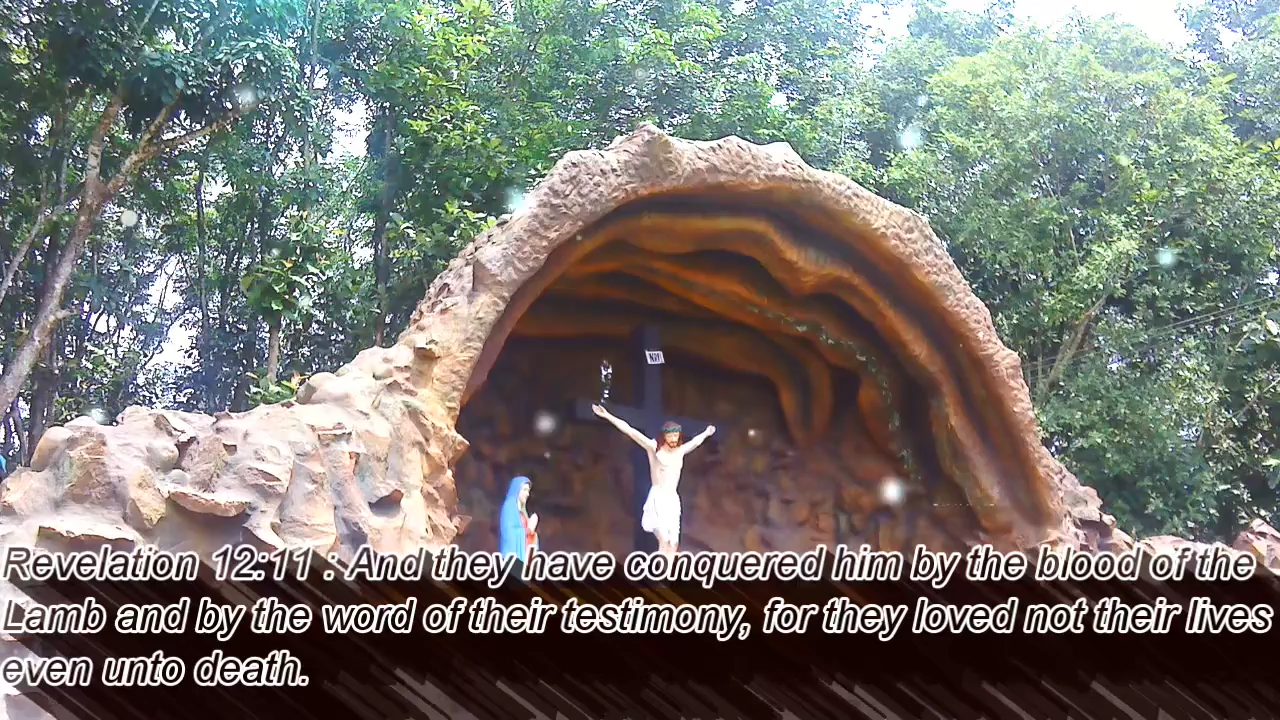 INRI
Revelation 12:11 : And they have conquered him by the blood of the
Lamb and by the word of their testimony, for they loved not their lives
even unto death.